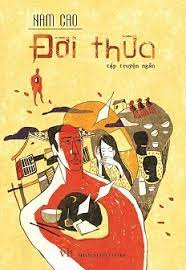 NAM CAO
Đời thừa
tập truyện ngắn